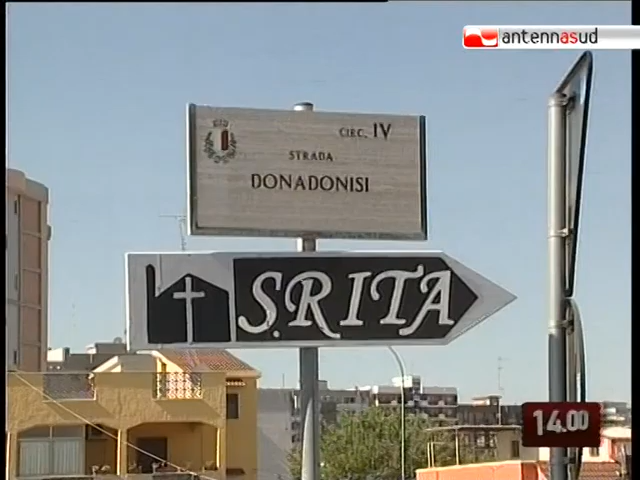 antennasud
CIRC. IV
STRADA
DONADONISI
S.RITA
14.00